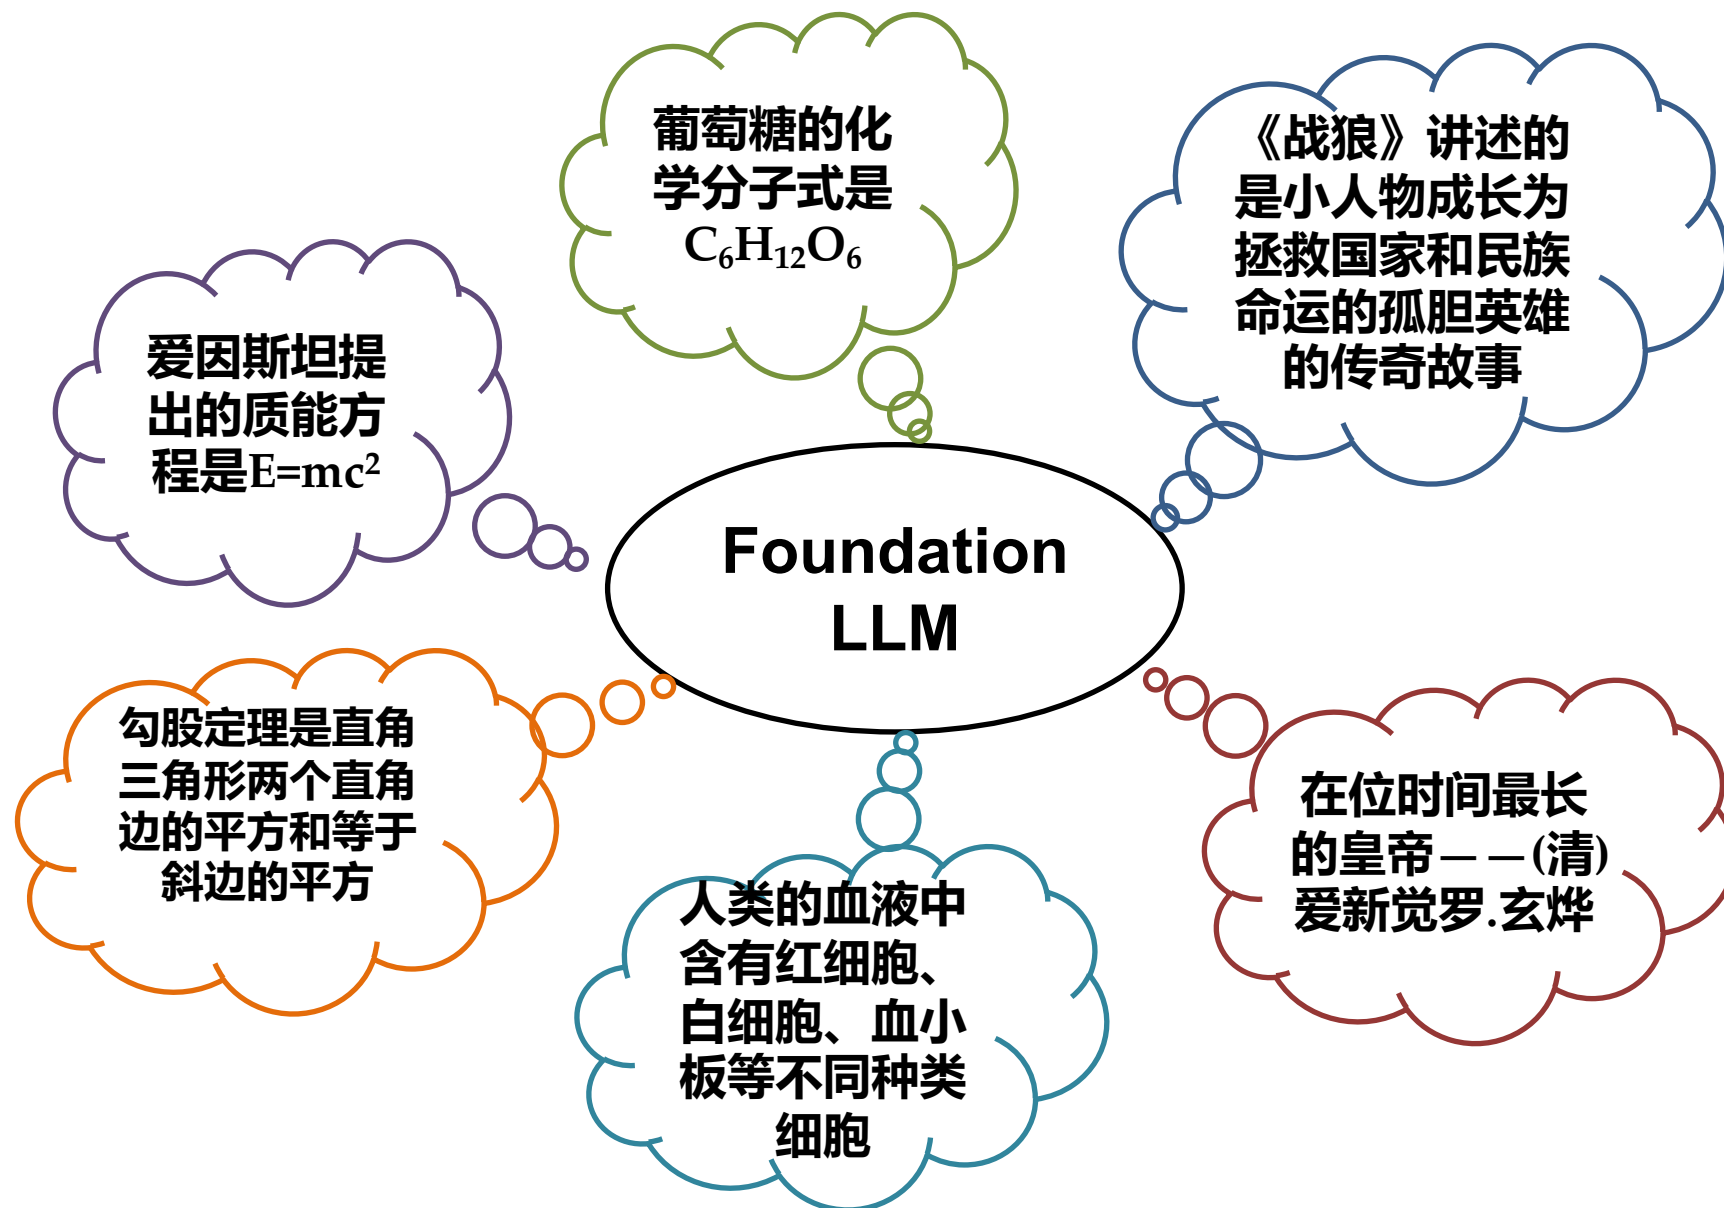 葡萄糖的化
学分子式是
C₆H₁₂O₆
《战狼》讲述的
是小人物成长为
拯救国家和民族
命运的孤胆英雄
的传奇故事
爱因斯坦提
出的质能方
程是E=mc²
Foundation
LLM
勾股定理是直角
三角形两个直角
边的平方和等于
斜边的平方
人类的血液中
含有红细胞、
白细胞、血小
板等不同种类
细胞
在位时间最长
的皇帝——(清)
爱新觉罗.玄烨